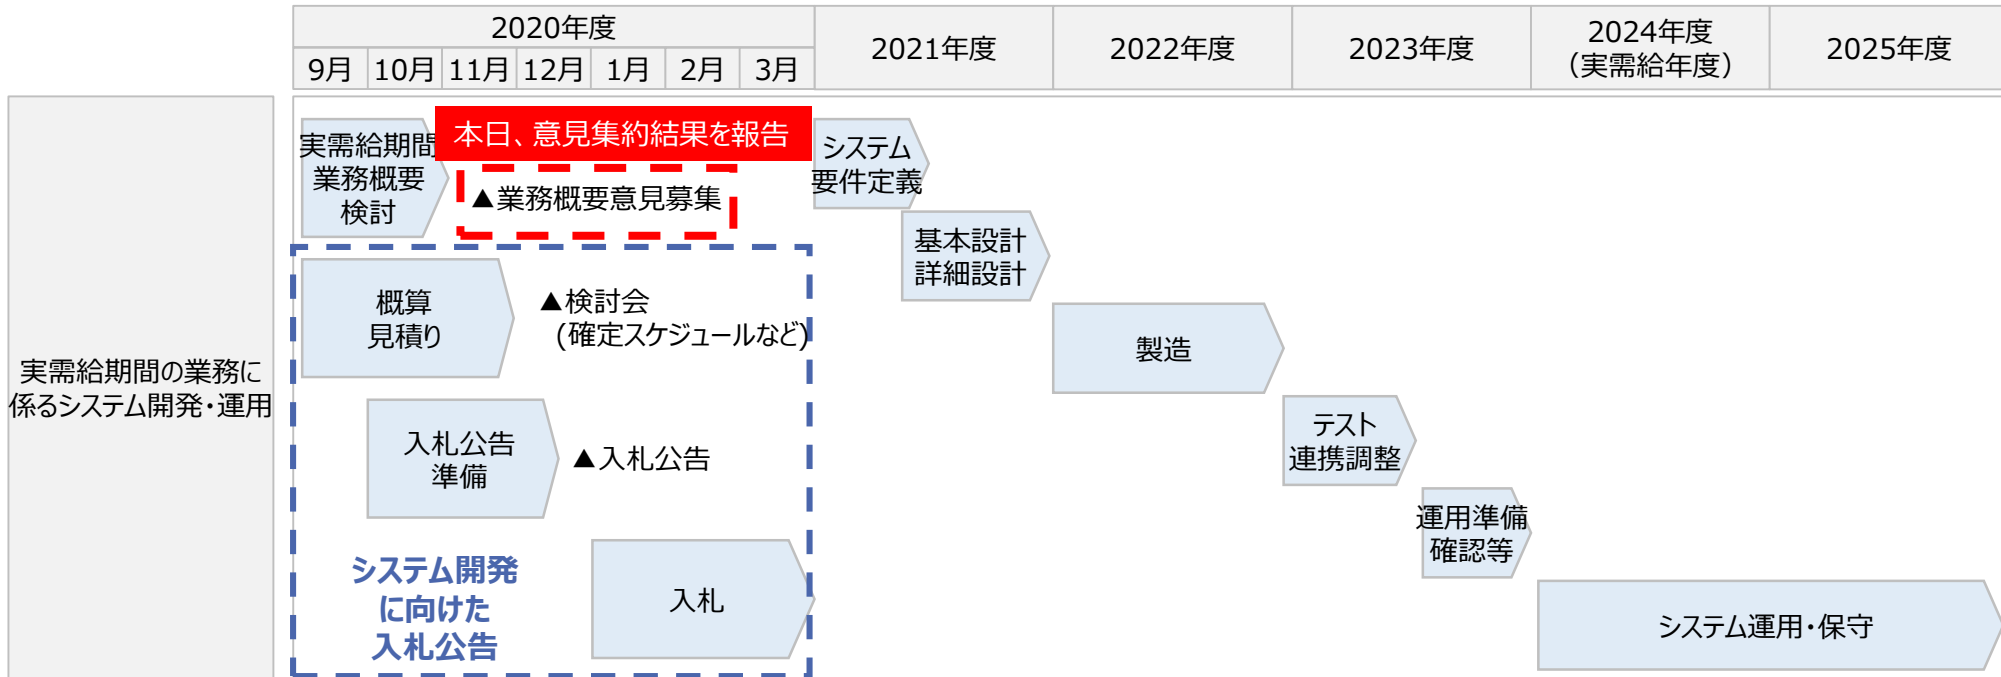 2020年度
9月 10月 11月 12月 1月 2月 3月
2021年度
2022年度
2023年度
2024年度
（実需給年度）
2025年度
実需給期間の業務に
係るシステム開発・運用
実需給期間
業務概要
検討
本日、意見集約結果を報告
▲業務概要意見募集
概算
見積り
▲検討会
(確定スケジュールなど)
入札公告
準備
▲入札公告
システム開発
に向けた
入札公告
入札
システム
要件定義
基本設計
詳細設計
製造
テスト
連携調整
運用準備
確認等
システム運用・保守